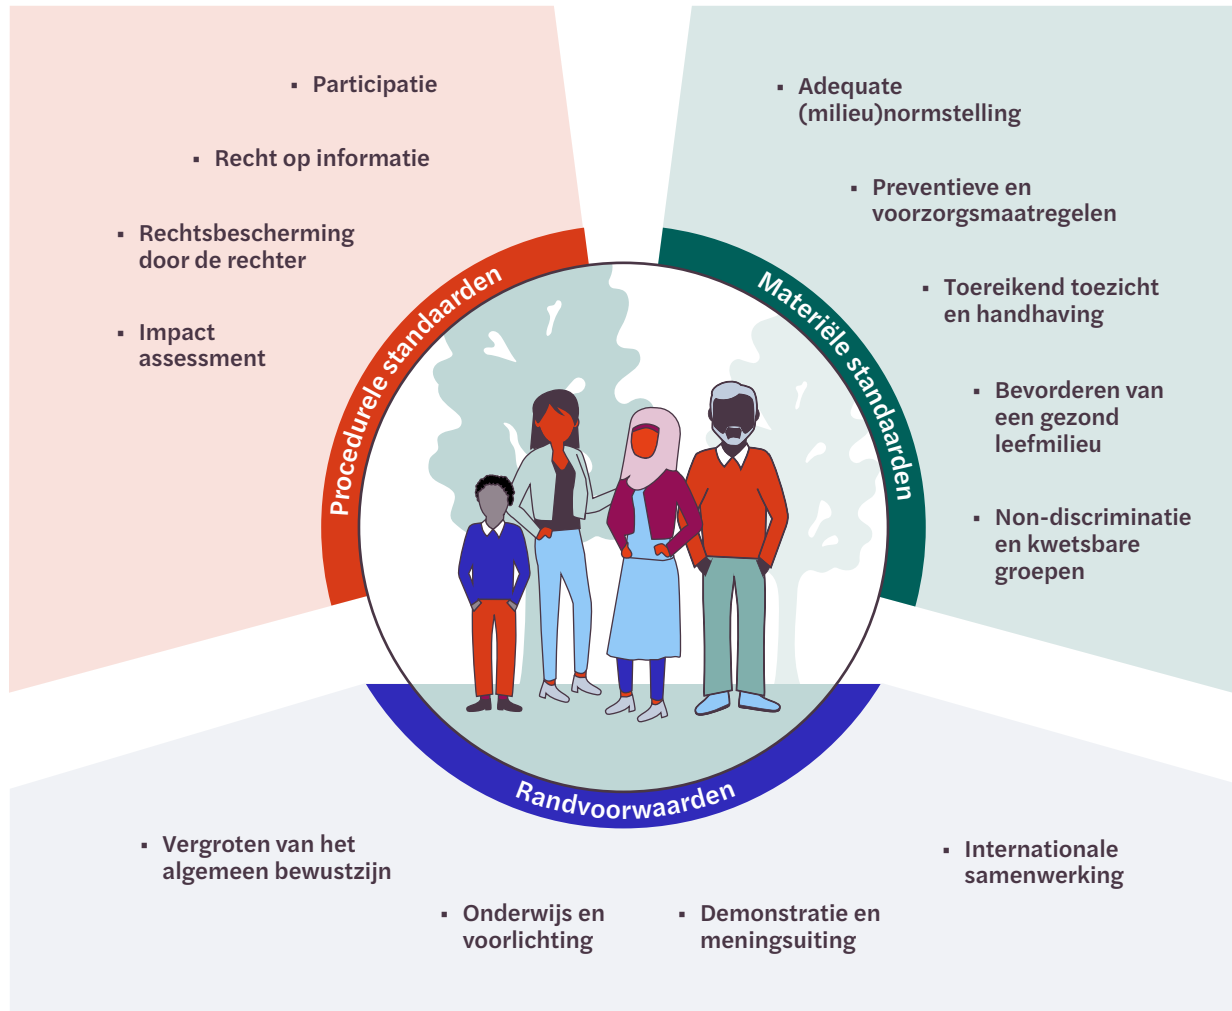 ▪ Participatie
▪ Recht op informatie
▪ Rechtsbescherming
door de rechter
▪ Impact
assessment
Procedurele standaarden
▪ Adequate
(milieu)normstelling
▪ Preventieve en
voorzorgsmaatregelen
▪ Toereikend toezicht
en handhaving
▪ Bevorderen van
een gezond
leefmilieu
▪ Non-discriminatie
en kwetsbare
groepen
Materiële standaarden
Randvoorwaarden
▪ Vergroten van het
algemeen bewustzijn
▪ Onderwijs en
voorlichting
▪ Demonstratie en
meningsuiting
▪ Internationale
samenwerking